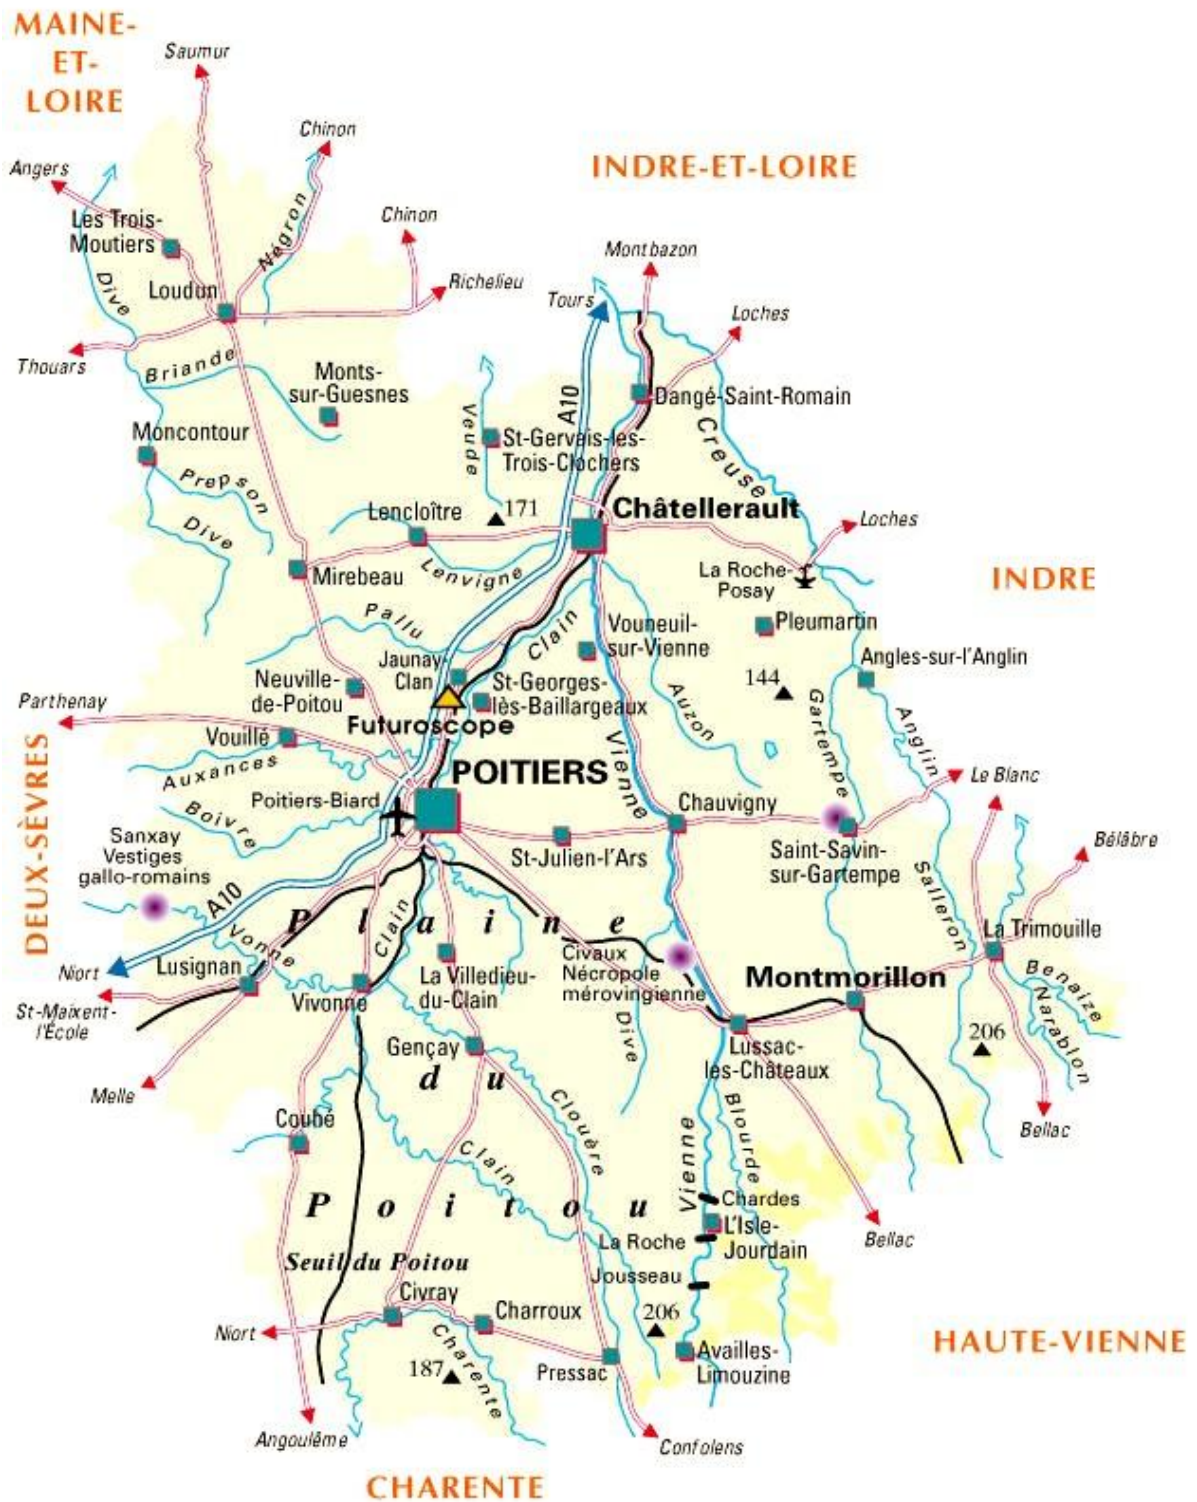 MAINE-
ET-
LOIRE
Saumur
Chinon
Angers
INDRE-ET-LOIRE
Les Trois-
Moutiers
Négron
Chinon
Montbazon
Dive
Loudun
Richelieu
Tours
Loches
Thouars
Briande
Monts-
sur-Guesnes
A10
Dangé-Saint-Romain
Moncontour
Veude
St-Gervais-les-
Trois-Clochers
Creuse
Prepson
Dive
Lencloître
171
Châtellerault
Loches
Mirebeau
Lenvigne
La Roche-
Posay
INDRE
Pallu
Clain
Vouneuil-
sur-Vienne
Pleumartin
Jaunay-
Clan
Angles-sur-l'Anglin
Neuville-
de-Poitou
St-Georges-
lès-Baillargeaux
144
Auzon
Gartempe
Anglin
Parthenay
Futuroscope
Vouillé
Vienne
DEUX-SÈVRES
Auxances
POITIERS
Le Blanc
Poitiers-Biard
Chauvigny
Boivre
Sanxay
Vestiges
gallo-romains
St-Julien-l'Ars
Saint-Savin-
sur-Gartempe
Bélâbre
A10
Salleron
Plaine
Clain
Vonne
La Trimouille
Niort
Lusignan
Vivonne
La Villedieu-
du-Clain
Civaux
Nécropole
mérovingienne
Montmorillon
Benaize
St-Maixent-
l'École
Narablon
Dive
Lussac-
les-Châteaux
206
Gençay
du
Melle
Clouère
Blourde
Bellac
Couhé
Clain
Vienne
Poitou
Chardes
L'Isle-
Jourdain
La Roche
Bellac
Seuil du Poitou
Jousseau
Civray
Charroux
206
Niort
HAUTE-VIENNE
Availles-
Limouzine
187
Charente
Pressac
Angoulême
Confolens
CHARENTE